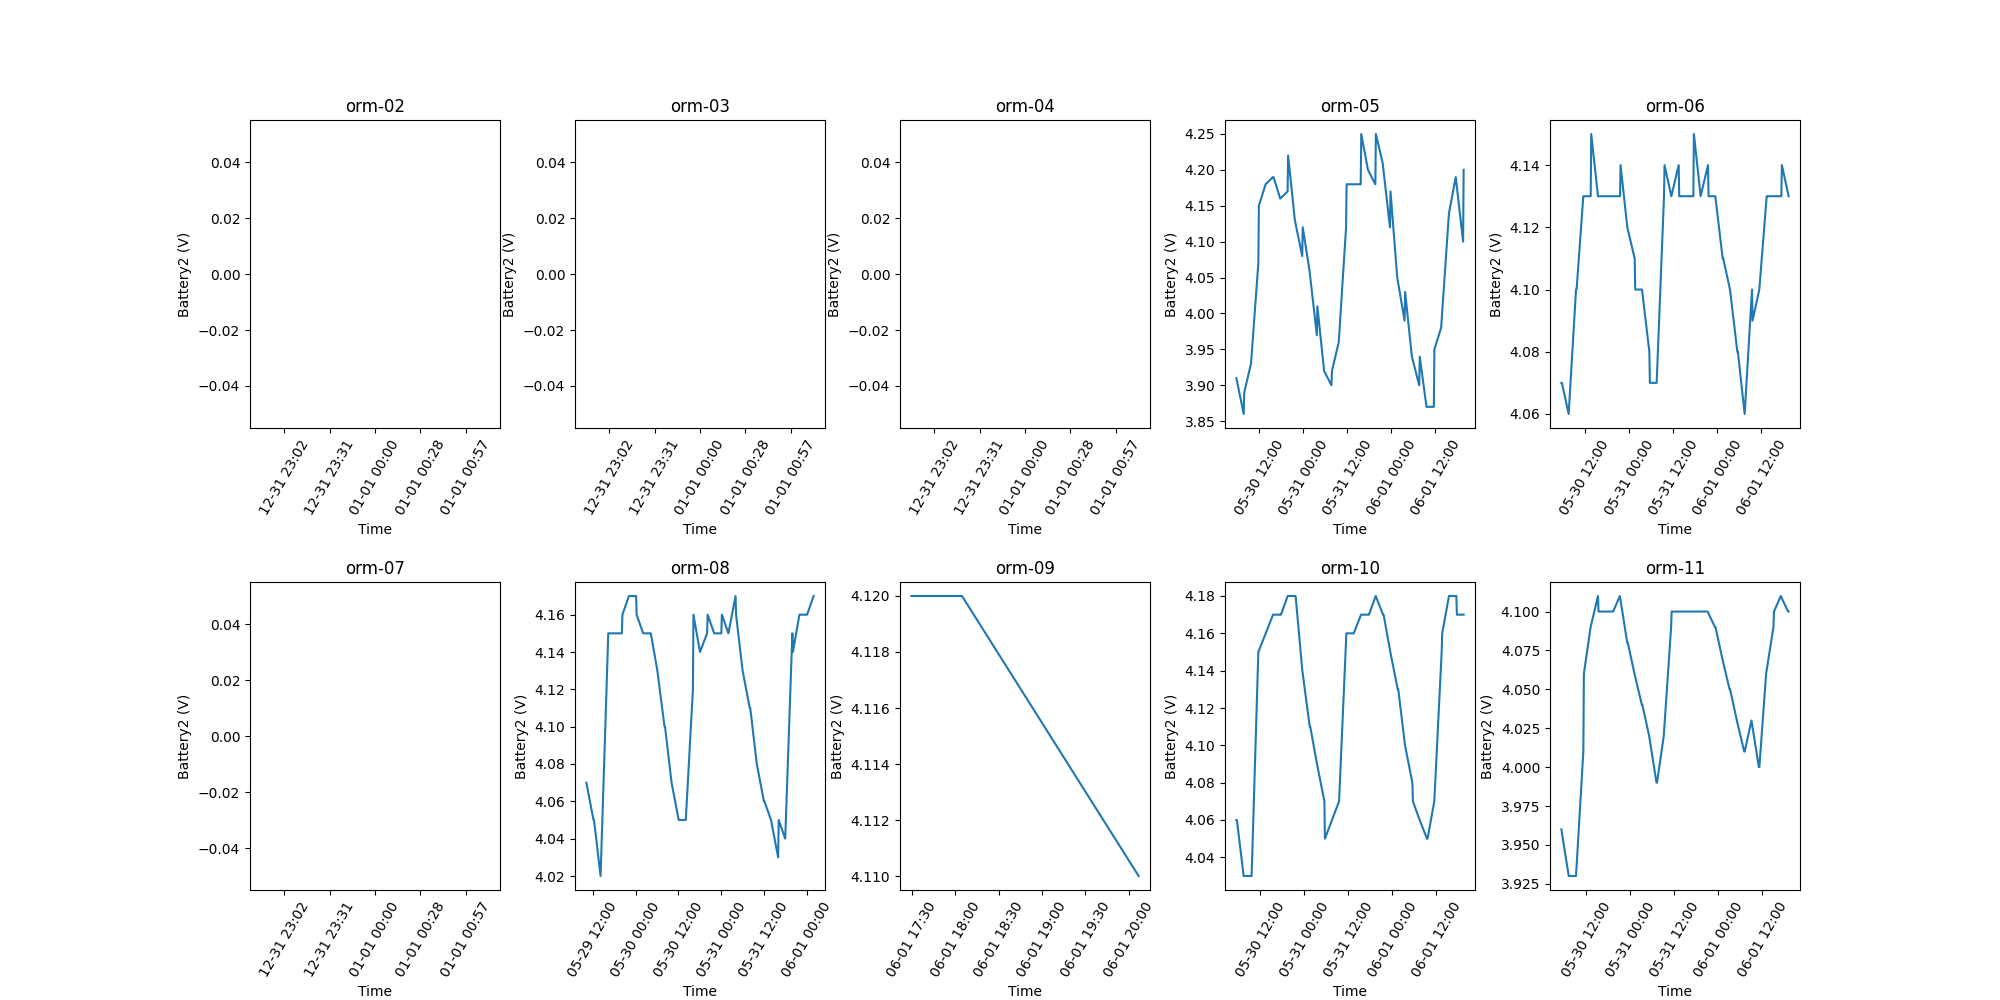 orm-02 orm-03 orm-04 orm-05 orm-06
0.04 0.02 0.00 −0.02 −0.04
Battery2 (V)
12-31 23:02 12-31 23:31 01-01 00:00 01-01 00:28 01-01 00:57
Time
0.04 0.02 0.00 −0.02 −0.04
Battery2 (V)
12-31 23:02 12-31 23:31 01-01 00:00 01-01 00:28 01-01 00:57
Time
0.04 0.02 0.00 −0.02 −0.04
Battery2 (V)
12-31 23:02 12-31 23:31 01-01 00:00 01-01 00:28 01-01 00:57
Time
4.25 4.20 4.15 4.10 4.05 4.00 3.95 3.90 3.85
Battery2 (V)
05-30 12:00 05-31 00:00 05-31 12:00 06-01 00:00 06-01 12:00
Time
4.14 4.12 4.10 4.08 4.06
Battery2 (V)
05-30 12:00 05-31 00:00 05-31 12:00 06-01 00:00 06-01 12:00
Time
orm-07 orm-08 orm-09 orm-10 orm-11
0.04 0.02 0.00 −0.02 −0.04
Battery2 (V)
12-31 23:02 12-31 23:31 01-01 00:00 01-01 00:28 01-01 00:57
Time
4.16 4.14 4.12 4.10 4.08 4.06 4.04 4.02
Battery2 (V)
05-29 12:00 05-30 00:00 05-30 12:00 05-31 00:00 05-31 12:00 06-01 00:00
Time
4.120 4.118 4.116 4.114 4.112 4.110
Battery2 (V)
06-01 17:30 06-01 18:00 06-01 18:30 06-01 19:00 06-01 19:30 06-01 20:00
Time
4.18 4.16 4.14 4.12 4.10 4.08 4.06 4.04
Battery2 (V)
05-30 12:00 05-31 00:00 05-31 12:00 06-01 00:00 06-01 12:00
Time
4.100 4.075 4.050 4.025 4.000 3.975 3.950 3.925
Battery2 (V)
05-30 12:00 05-31 00:00 05-31 12:00 06-01 00:00 06-01 12:00
Time